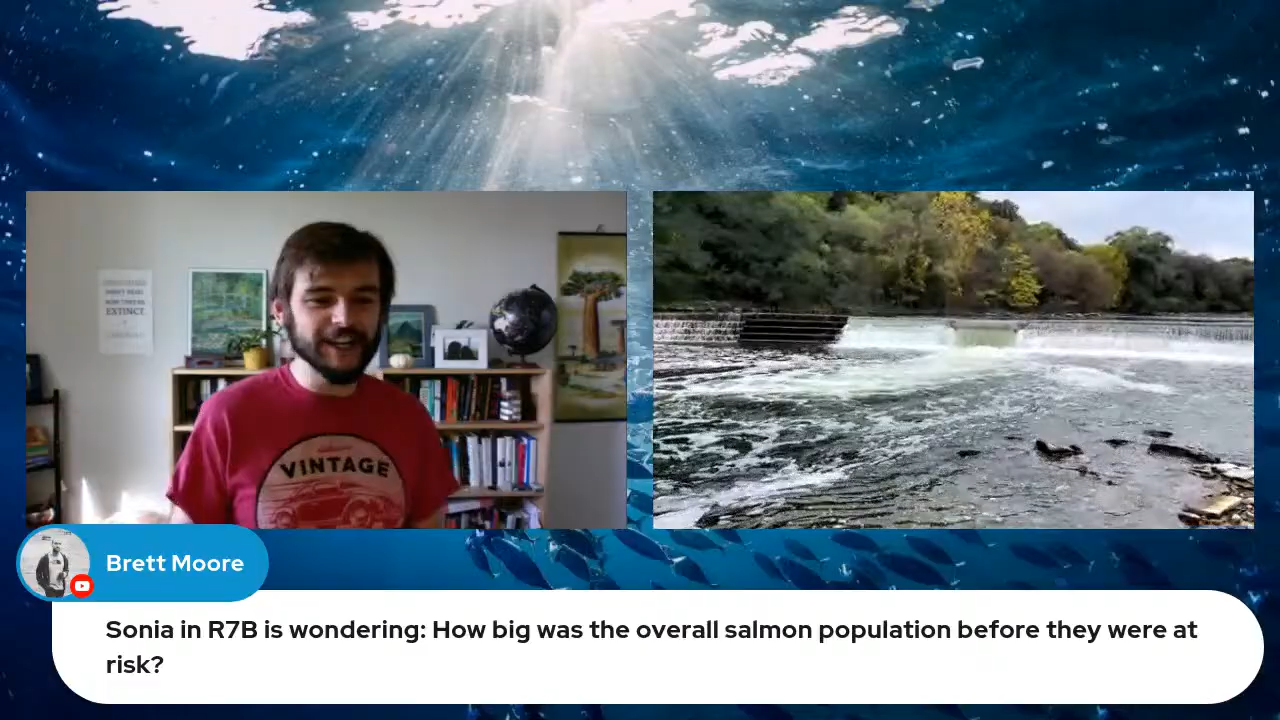 EXTINCT
VINTAGE
Brett Moore
Sonia in R7B is wondering: How big was the overall salmon population before they were at
risk?